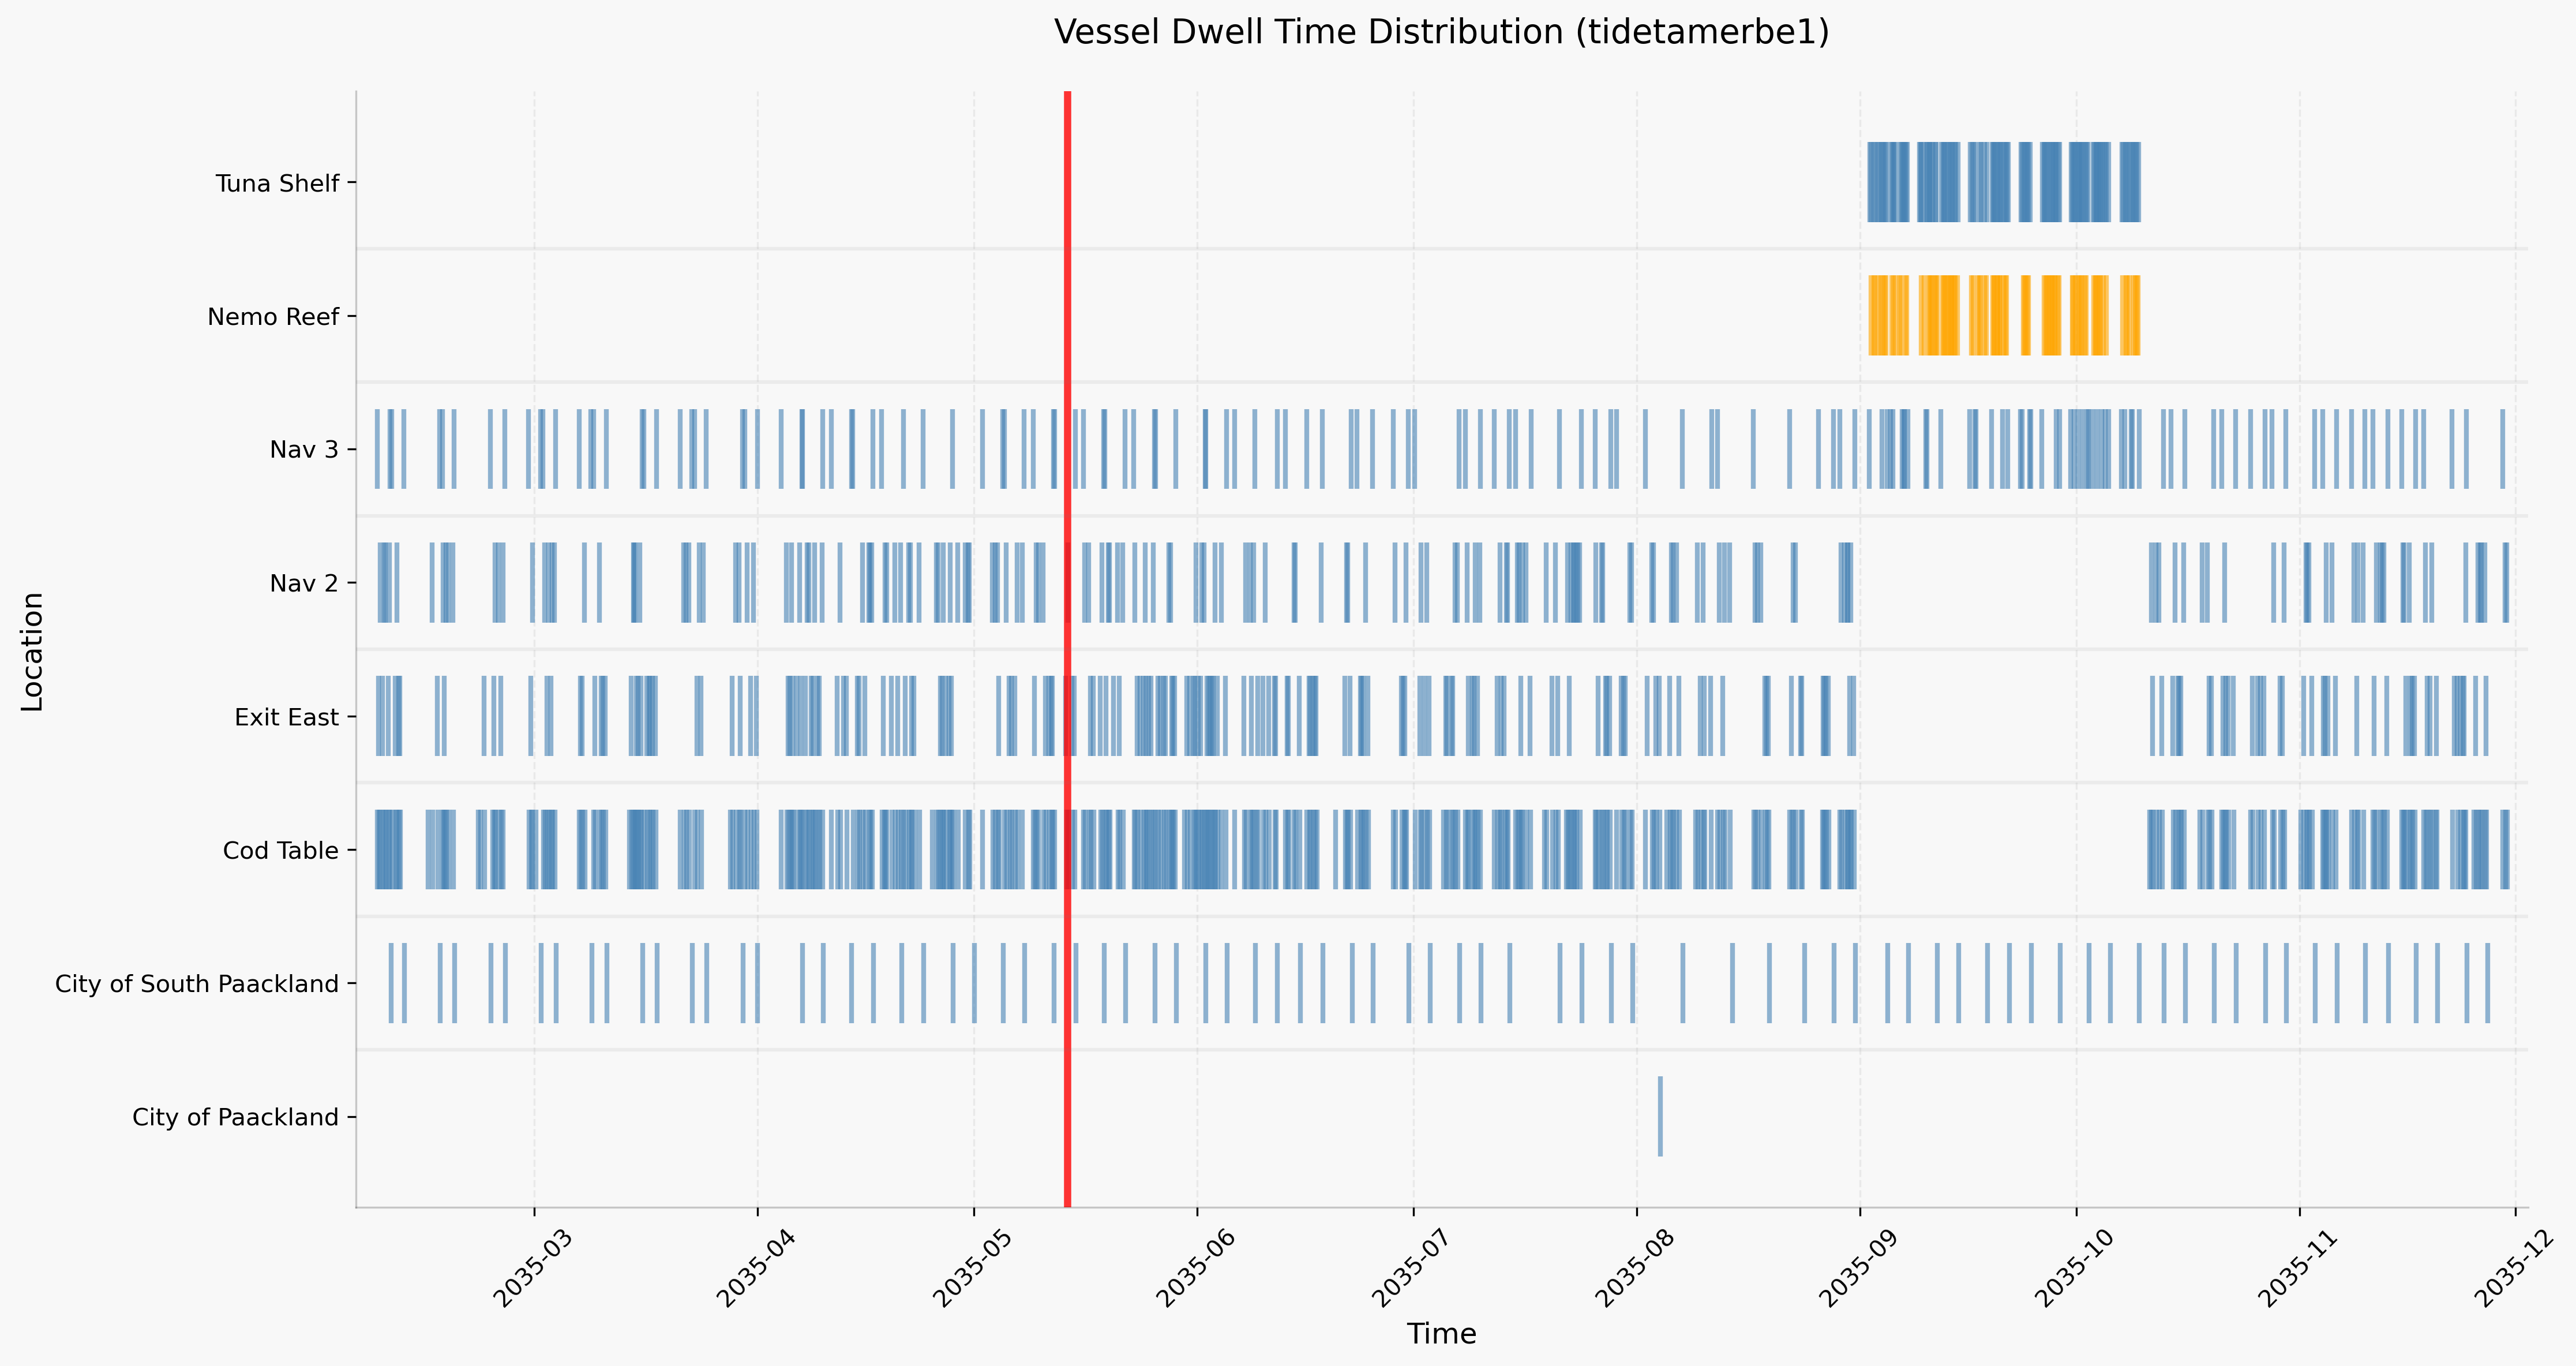 Vessel Dwell Time Distribution (tidetamerbe1)
Location
Tuna Shelf
Nemo Reef
Nav 3
Nav 2
Exit East
Cod Table
City of South Paackland
City of Paackland
2035-03
2035-04
2035-05
2035-06
2035-07
2035-08
2035-09
2035-10
2035-11
2035-12
Time